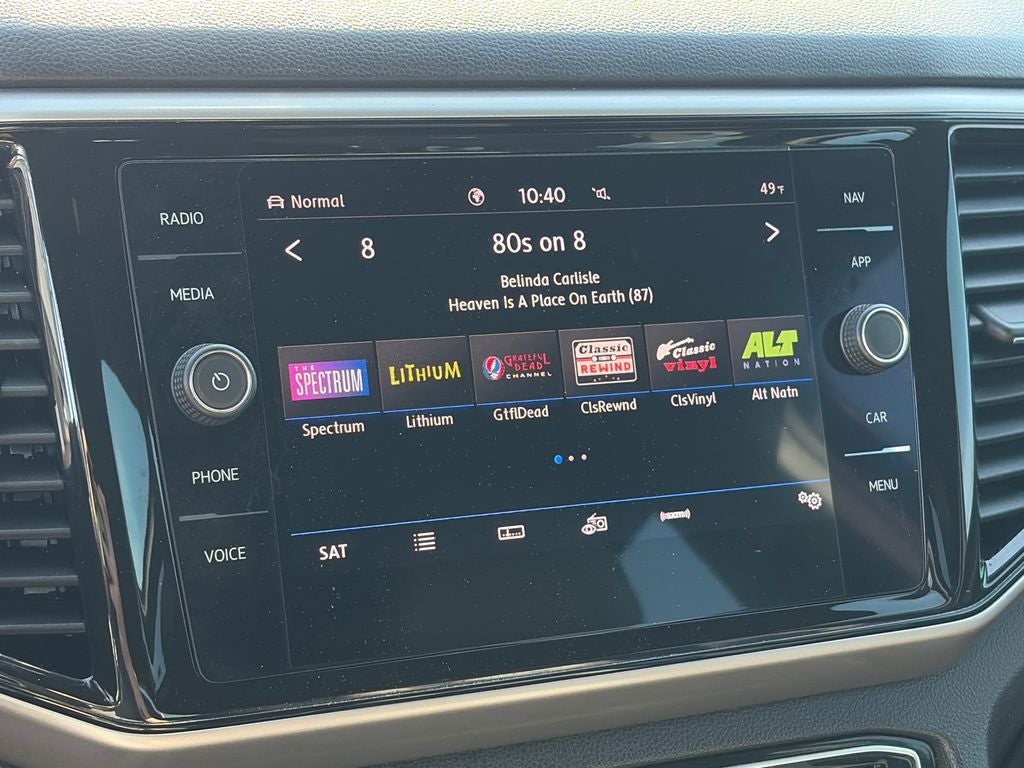 Normal
10:40
49°F
RADIO
MEDIA
PHONE
VOICE
8
80s on 8
Belinda Carlisle
Heaven Is A Place On Earth (87)
THE
SPECTRUM
LITHIUM
GRATEFUL
DEAD
CHANNEL
Classic
REWIND
Classic
vinyl
ALT
NATION
Spectrum
Lithium
GtflDead
ClsRewnd
ClsVinyl
Alt Natn
SAT
((SXM))
NAV
APP
CAR
MENU